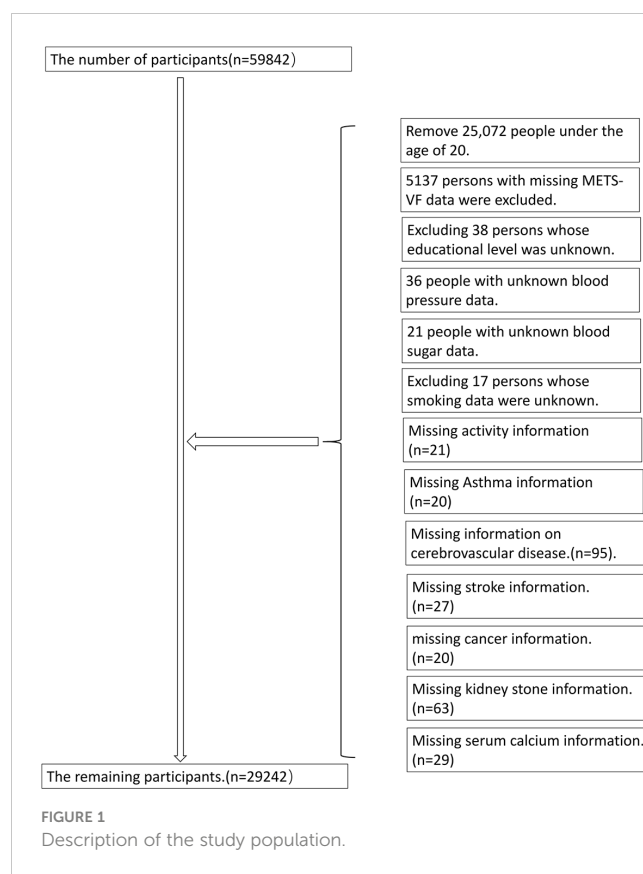 The number of participants(n=59842）
Remove 25,072 people under the
age of 20.
5137 persons with missing METS-
VF data were excluded.
Excluding 38 persons whose
educational level was unknown.
36 people with unknown blood
pressure data.
21 people with unknown blood
sugar data.
Excluding 17 persons whose
smoking data were unknown.
Missing activity information
(n=21)
Missing Asthma information
(n=20)
Missing information on
cerebrovascular disease.(n=95).
Missing stroke information.
(n=27)
missing cancer information.
(n=20)
Missing kidney stone information.
(n=63)
Missing serum calcium information.
(n=29)
The remaining participants.(n=29242）
FIGURE 1
Description of the study population.